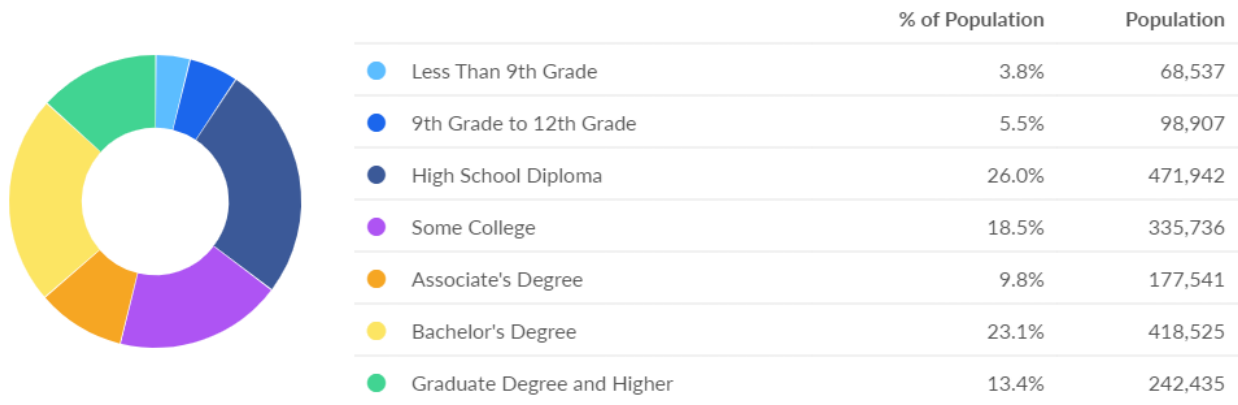 % of Population Population
Less Than 9th Grade 3.8% 68,537
9th Grade to 12th Grade 5.5% 98,907
High School Diploma 26.0% 471,942
Some College 18.5% 335,736
Associate's Degree 9.8% 177,541
Bachelor's Degree 23.1% 418,525
Graduate Degree and Higher 13.4% 242,435